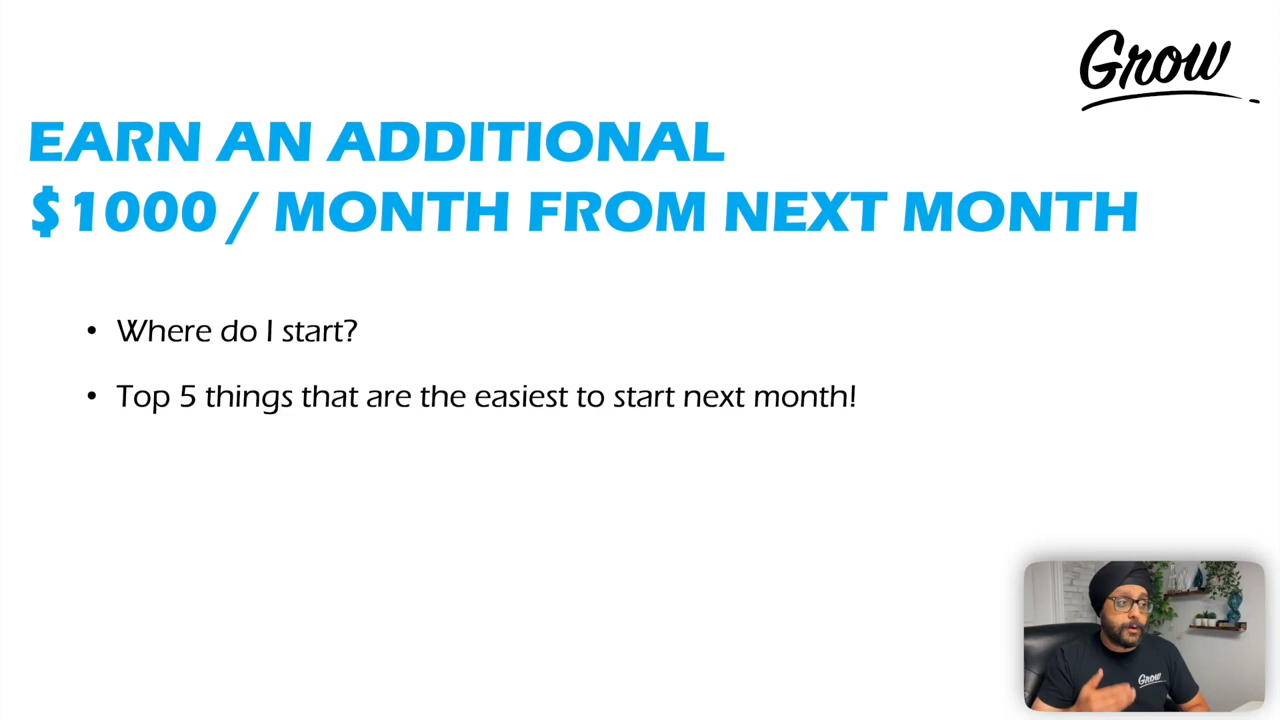 Grow
EARN AN ADDITIONAL
$1000 / MONTH FROM NEXT MONTH
• Where do I start?
• Top 5 things that are the easiest to start next month!
Grow